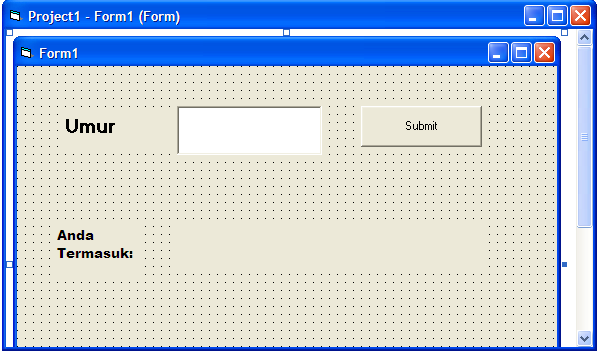 Project1 - Form1 (Form)
Form1
Umur
Submit
Anda
Termasuk: